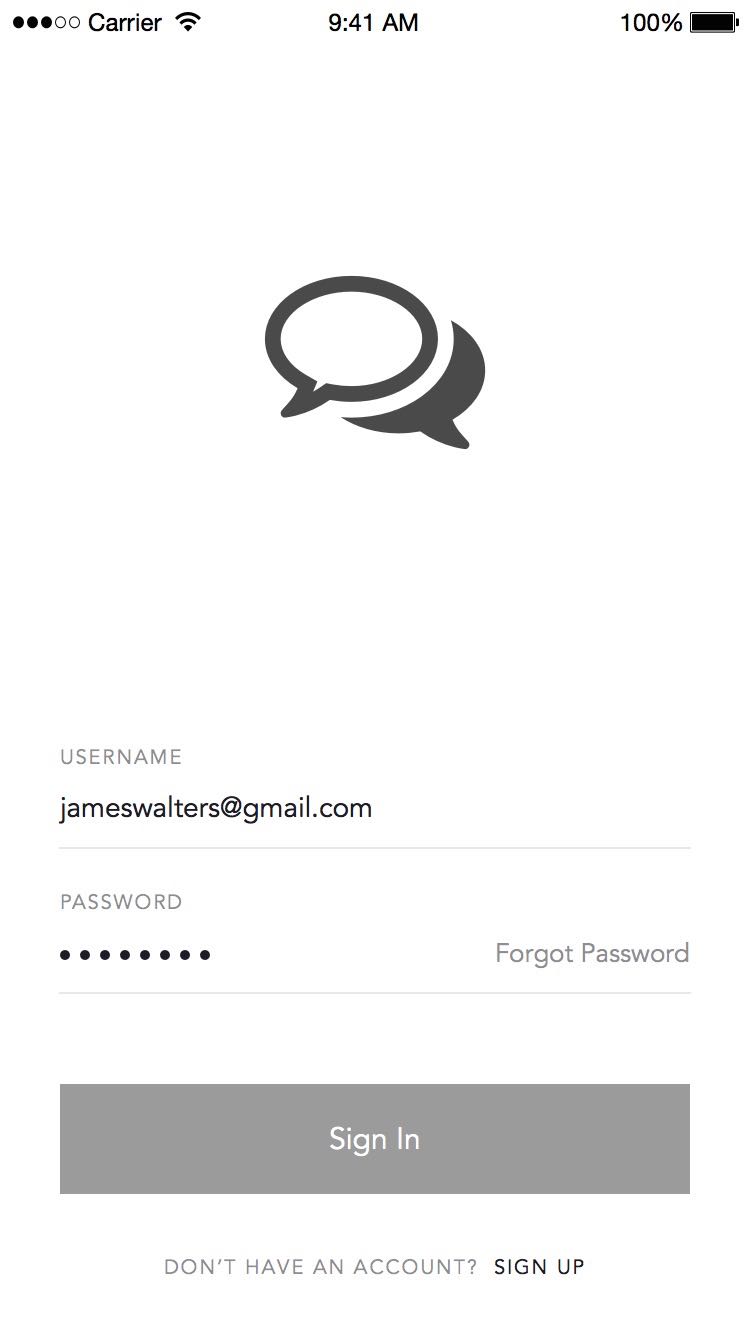 Carrier 9:41 AM 100%
USERNAME
jameswalters@gmail.com
PASSWORD
•••••••• Forgot Password
Sign In
DON’T HAVE AN ACCOUNT? SIGN UP